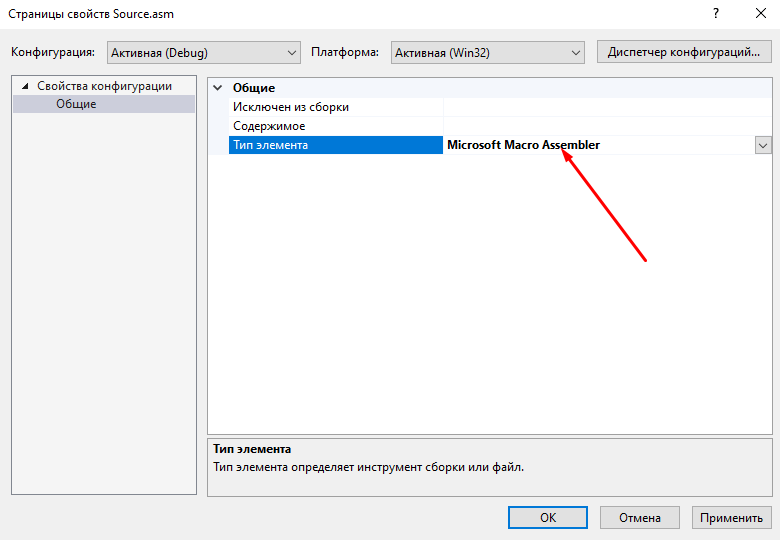 Страницы свойств Source.asm
?
Конфигурация: Активная (Debug) Платформа: Активная (Win32) Диспетчер конфигураций...
Свойства конфигурации
Общие
Общие
Исключен из сборки
Содержимое
Тип элемента Microsoft Macro Assembler
Тип элемента
Тип элемента определяет инструмент сборки или файл.
ОК Отмена Применить